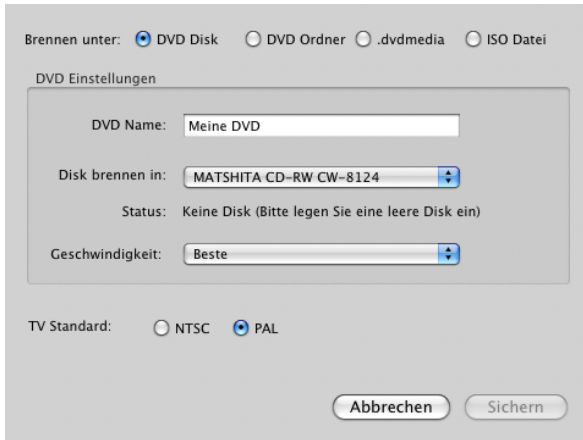 Brennen unter: DVD Disk DVD Ordner .dvdmedia ISO Datei
DVD Einstellungen
DVD Name: Meine DVD
Disk brennen in: MATSHITA CD-RW CW-8124
Status: Keine Disk (Bitte legen Sie eine leere Disk ein)
Geschwindigkeit: Beste
TV Standard: NTSC PAL
Abbrechen Sichern